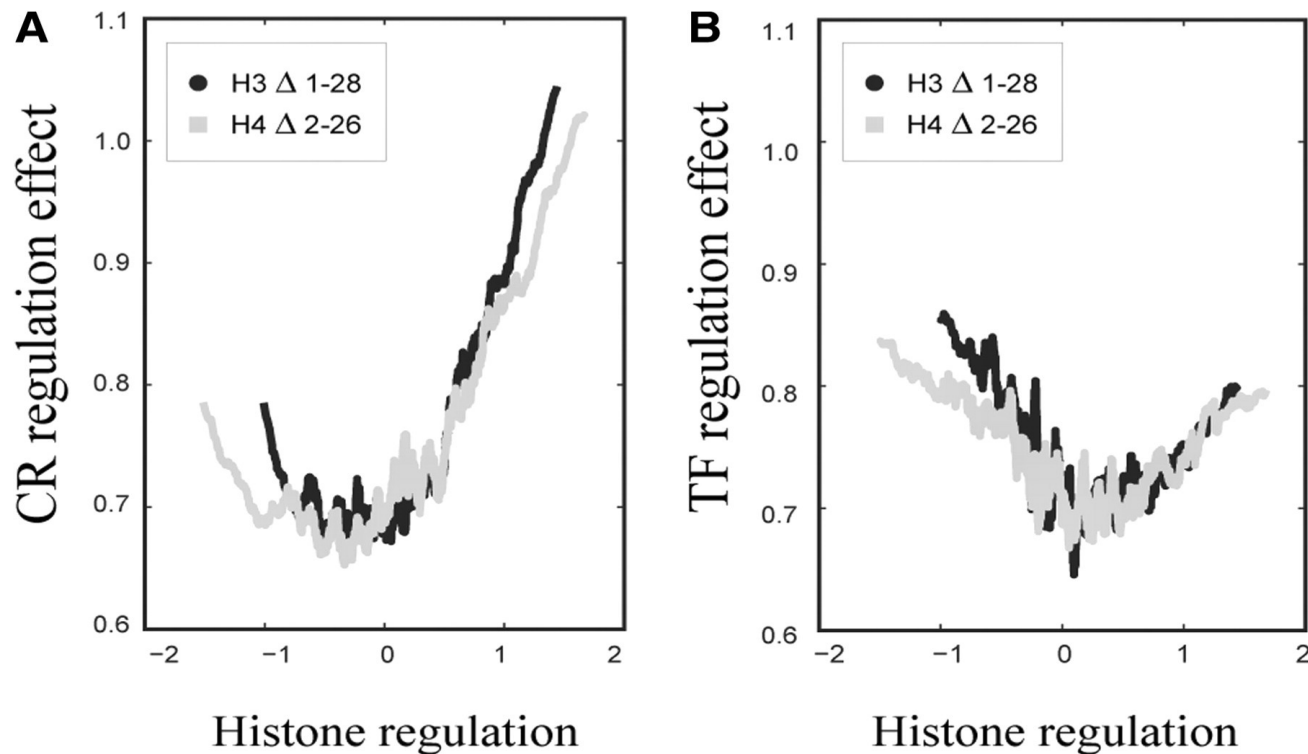 A
CR regulation effect
1.1
1.0
0.9
0.8
0.7
0.6
H3 Δ 1-28
H4 Δ 2-26
−2
−1
0
1
2
Histone regulation
B
TF regulation effect
1.1
1.0
0.9
0.8
0.7
0.6
H3 Δ 1-28
H4 Δ 2-26
−2
−1
0
1
2
Histone regulation